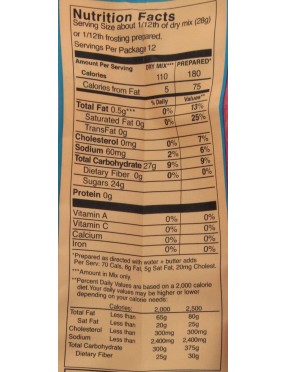 Nutrition Facts
Serving Size about 1/12th of dry mix (28g)
or 1/12th frosting prepared.
Servings Per Packagi 12
Amount Per Serving DRY MIX*** PREPARED*
Calories 110 180
Calories from Fat 5 75
% Daily Values**
Total Fat 0.5g*** 0% 13%
Saturated Fat 0g 0% 25%
TransFat 0g
Cholesterol 0mg 0% 7%
Sodium 60mg 2% 6%
Total Carbohydrate 27g 9% 9%
Dietary Fiber 0g 0% 0%
Sugars 24g
Protein 0g
Vitamin A 0% 0%
Vitamin C 0% 0%
Calcium 0% 0%
Iron 0% 0%
*Prepared as directed with water + butter adds
Per Serv: 70 Cals, 8g Fat, 5g Sat Fat, 20mg Cholest.
***Amount in Mix only.
**Percent Daily Values are based on a 2,000 calorie
diet. Your daily values may be higher or lower
depending on your calorie needs:
Calories: 2,000 2,500
Total Fat Less than 65g 80g
Sat Fat Less than 20g 25g
Cholesterol Less than 300mg 300mg
Sodium Less than 2,400mg 2,400mg
Total Carbohydrate 300g 375g
Dietary Fiber 25g 30g